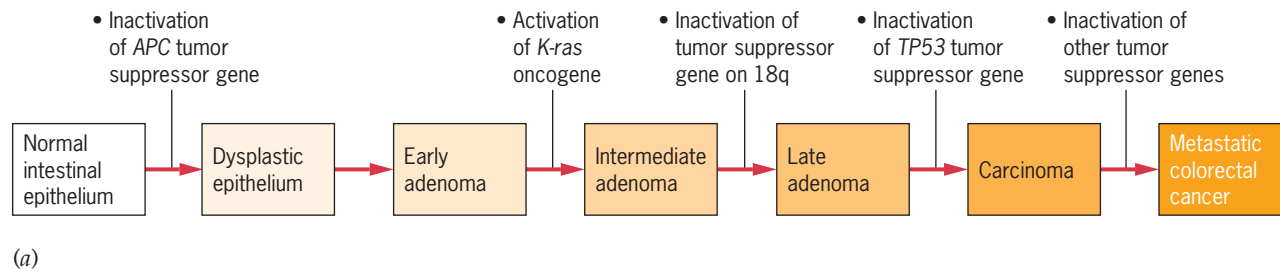 • Inactivation
of APC tumor
suppressor gene
• Activation
of K-ras
oncogene
• Inactivation of
tumor suppressor
gene on 18q
• Inactivation
of TP53 tumor
suppressor gene
• Inactivation of
other tumor
suppressor genes
Normal
intestinal
epithelium
Dysplastic
epithelium
Early
adenoma
Intermediate
adenoma
Late
adenoma
Carcinoma
Metastatic
colorectal
cancer
(a)